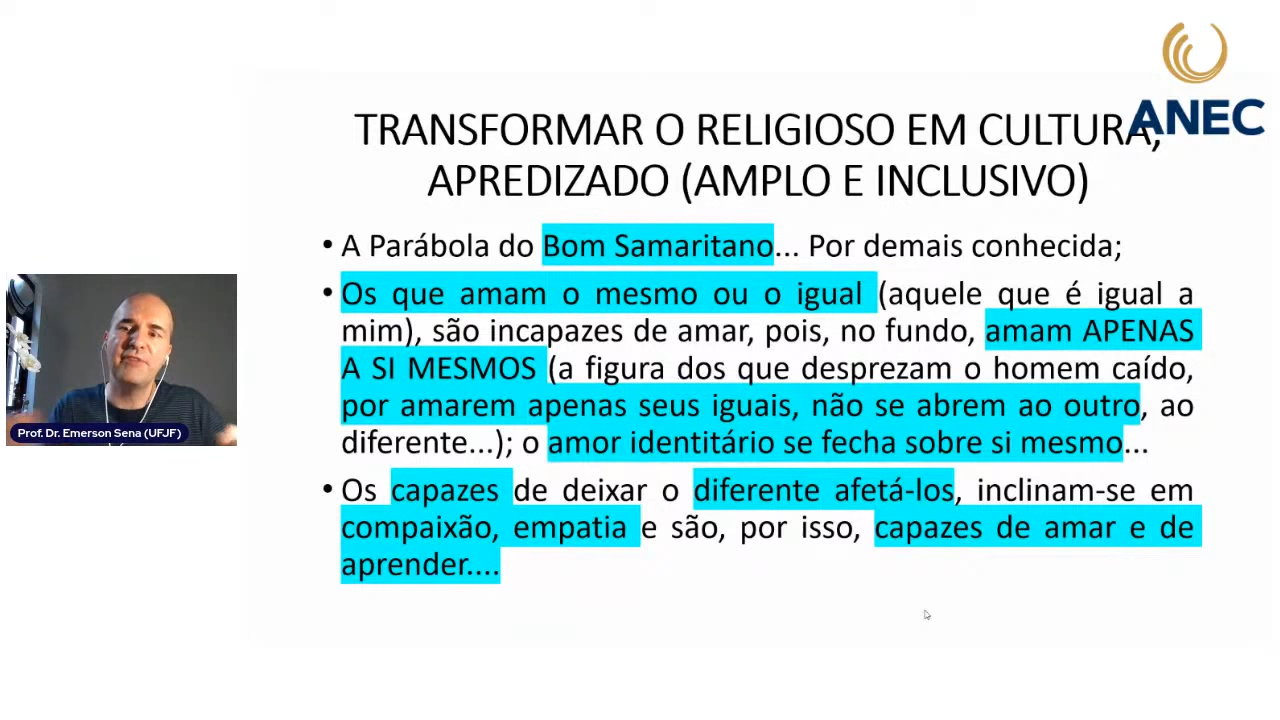 ANEC
TRANSFORMAR O RELIGIOSO EM CULTURA,
APREDIZADO (AMPLO E INCLUSIVO)
• A Parábola do Bom Samaritano... Por demais conhecida;
• Os que amam o mesmo ou o igual (aquele que é igual a
mim), são incapazes de amar, pois, no fundo, amam APENAS
A SI MESMOS (a figura dos que desprezam o homem caído,
por amarem apenas seus iguais, não se abrem ao outro, ao
diferente...); o amor identitário se fecha sobre si mesmo...
• Os capazes de deixar o diferente afetá-los, inclinam-se em
compaixão, empatia e são, por isso, capazes de amar e de
aprender....
Prof. Dr. Emerson Sena (UFJF)